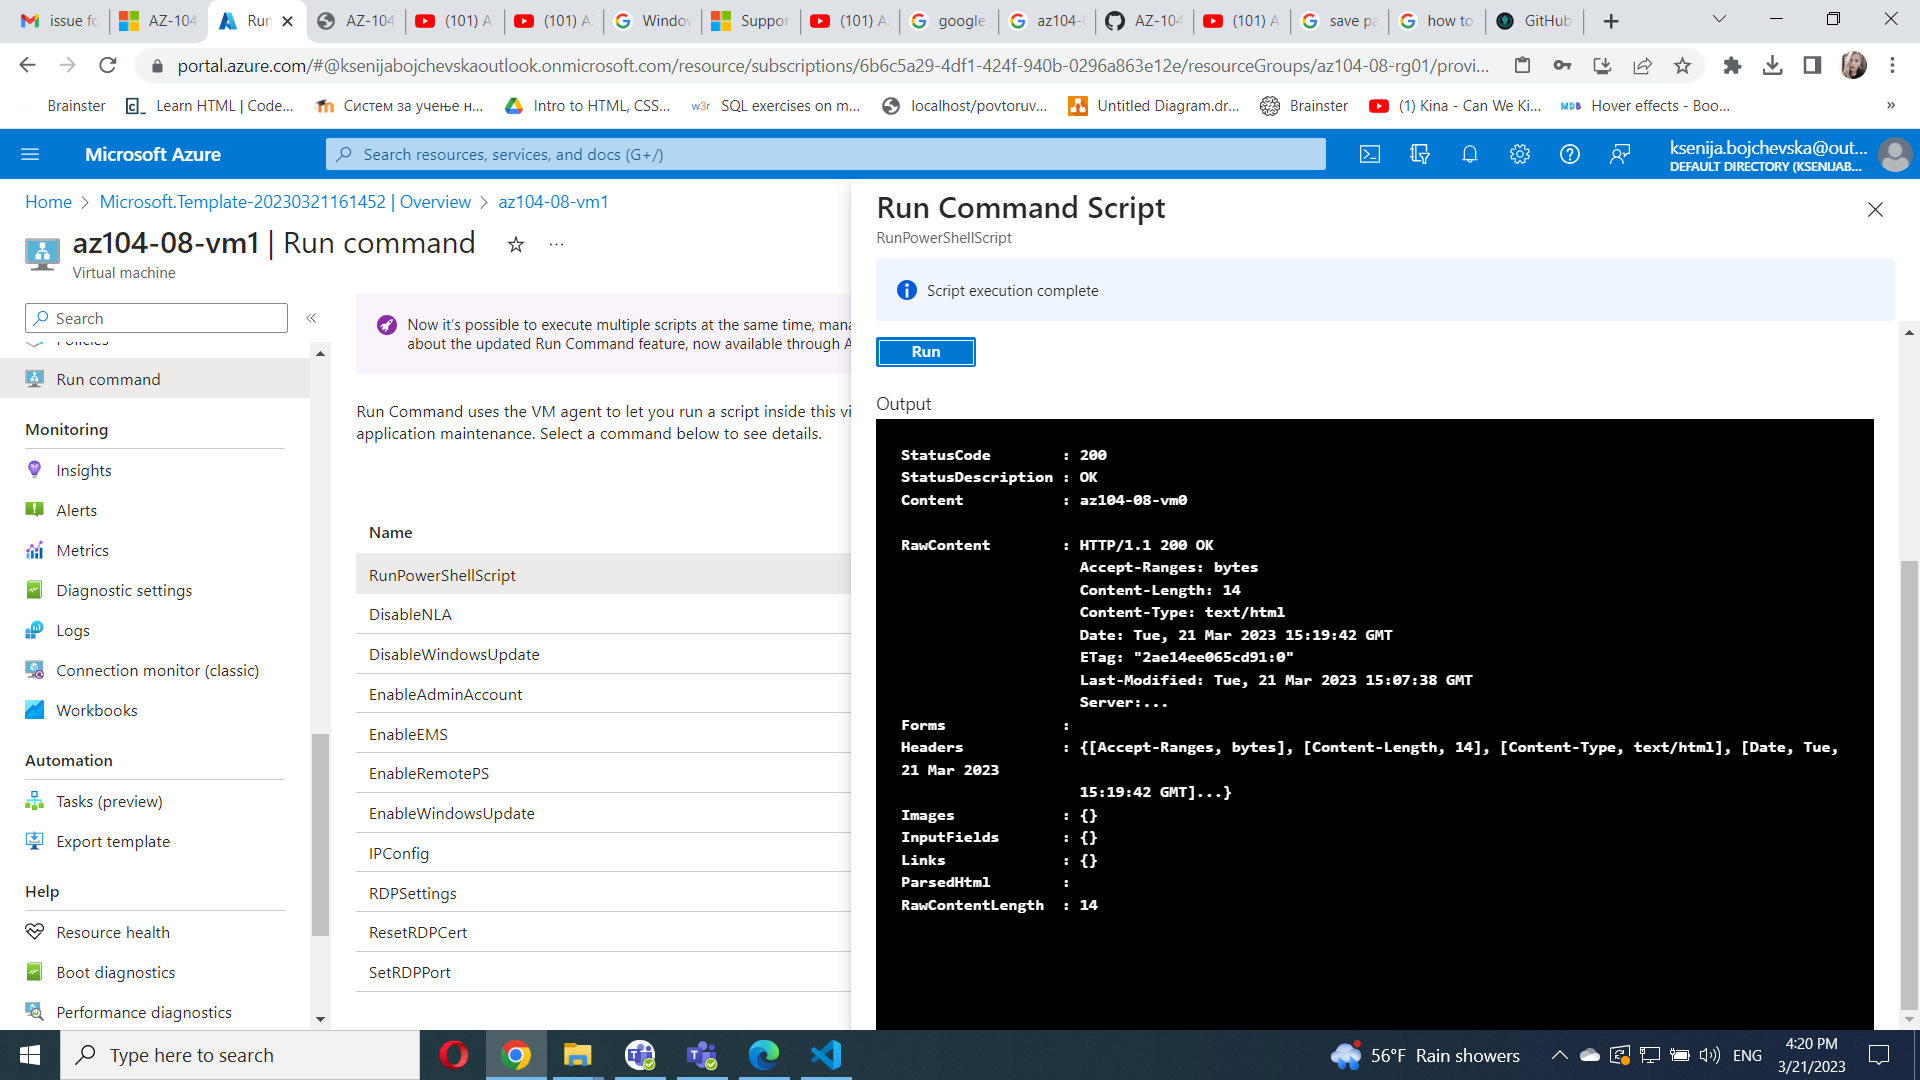 issue fo
AZ-104
Run
AZ-104
(101) A
(101) A
Window
Suppor
(101) A
google
az104-
AZ-104
(101) A
save pa
how to
GitHub
portal.azure.com/#@ksenijabojchevskaoutlook.onmicrosoft.com/resource/subscriptions/6b6c5a29-4df1-424f-940b-0296a863e12e/resourceGroups/az104-08-rg01/provi...
Brainster
Learn HTML | Code...
Систем за учење н...
Intro to HTML, CSS...
w3r SQL exercises on m...
localhost/povtoruv...
Untitled Diagram.dr...
Brainster
(1) Kina - Can We Ki...
MDB Hover effects - Boo...
»
Microsoft Azure
Search resources, services, and docs (G+/)
ksenija.bojchevska@out...
DEFAULT DIRECTORY (KSENIJAB...
Home > Microsoft.Template-20230321161452 | Overview > az104-08-vm1
az104-08-vm1 | Run command
Virtual machine
Search
Policies
Run command
Monitoring
Insights
Alerts
Metrics
Diagnostic settings
Logs
Connection monitor (classic)
Workbooks
Automation
Tasks (preview)
Export template
Help
Resource health
Boot diagnostics
Performance diagnostics
Now it's possible to execute multiple scripts at the same time, mana
about the updated Run Command feature, now available through A
Run Command uses the VM agent to let you run a script inside this vi
application maintenance. Select a command below to see details.
Name
RunPowerShellScript
DisableNLA
DisableWindowsUpdate
EnableAdminAccount
EnableEMS
EnableRemotePS
EnableWindowsUpdate
IPConfig
RDPSettings
ResetRDPCert
SetRDPPort
Run Command Script
RunPowerShellScript
Script execution complete
Run
Output
StatusCode : 200
StatusDescription : OK
Content : az104-08-vm0
RawContent : HTTP/1.1 200 OK
Accept-Ranges: bytes
Content-Length: 14
Content-Type: text/html
Date: Tue, 21 Mar 2023 15:19:42 GMT
ETag: "2ae14ee065cd91:0"
Last-Modified: Tue, 21 Mar 2023 15:07:38 GMT
Server:...
Forms :
Headers : {[Accept-Ranges, bytes], [Content-Length, 14], [Content-Type, text/html], [Date, Tue,
21 Mar 2023
15:19:42 GMT]...}
Images : {}
InputFields : {}
Links : {}
ParsedHtml :
RawContentLength : 14
Type here to search
56°F Rain showers
ENG
4:20 PM
3/21/2023